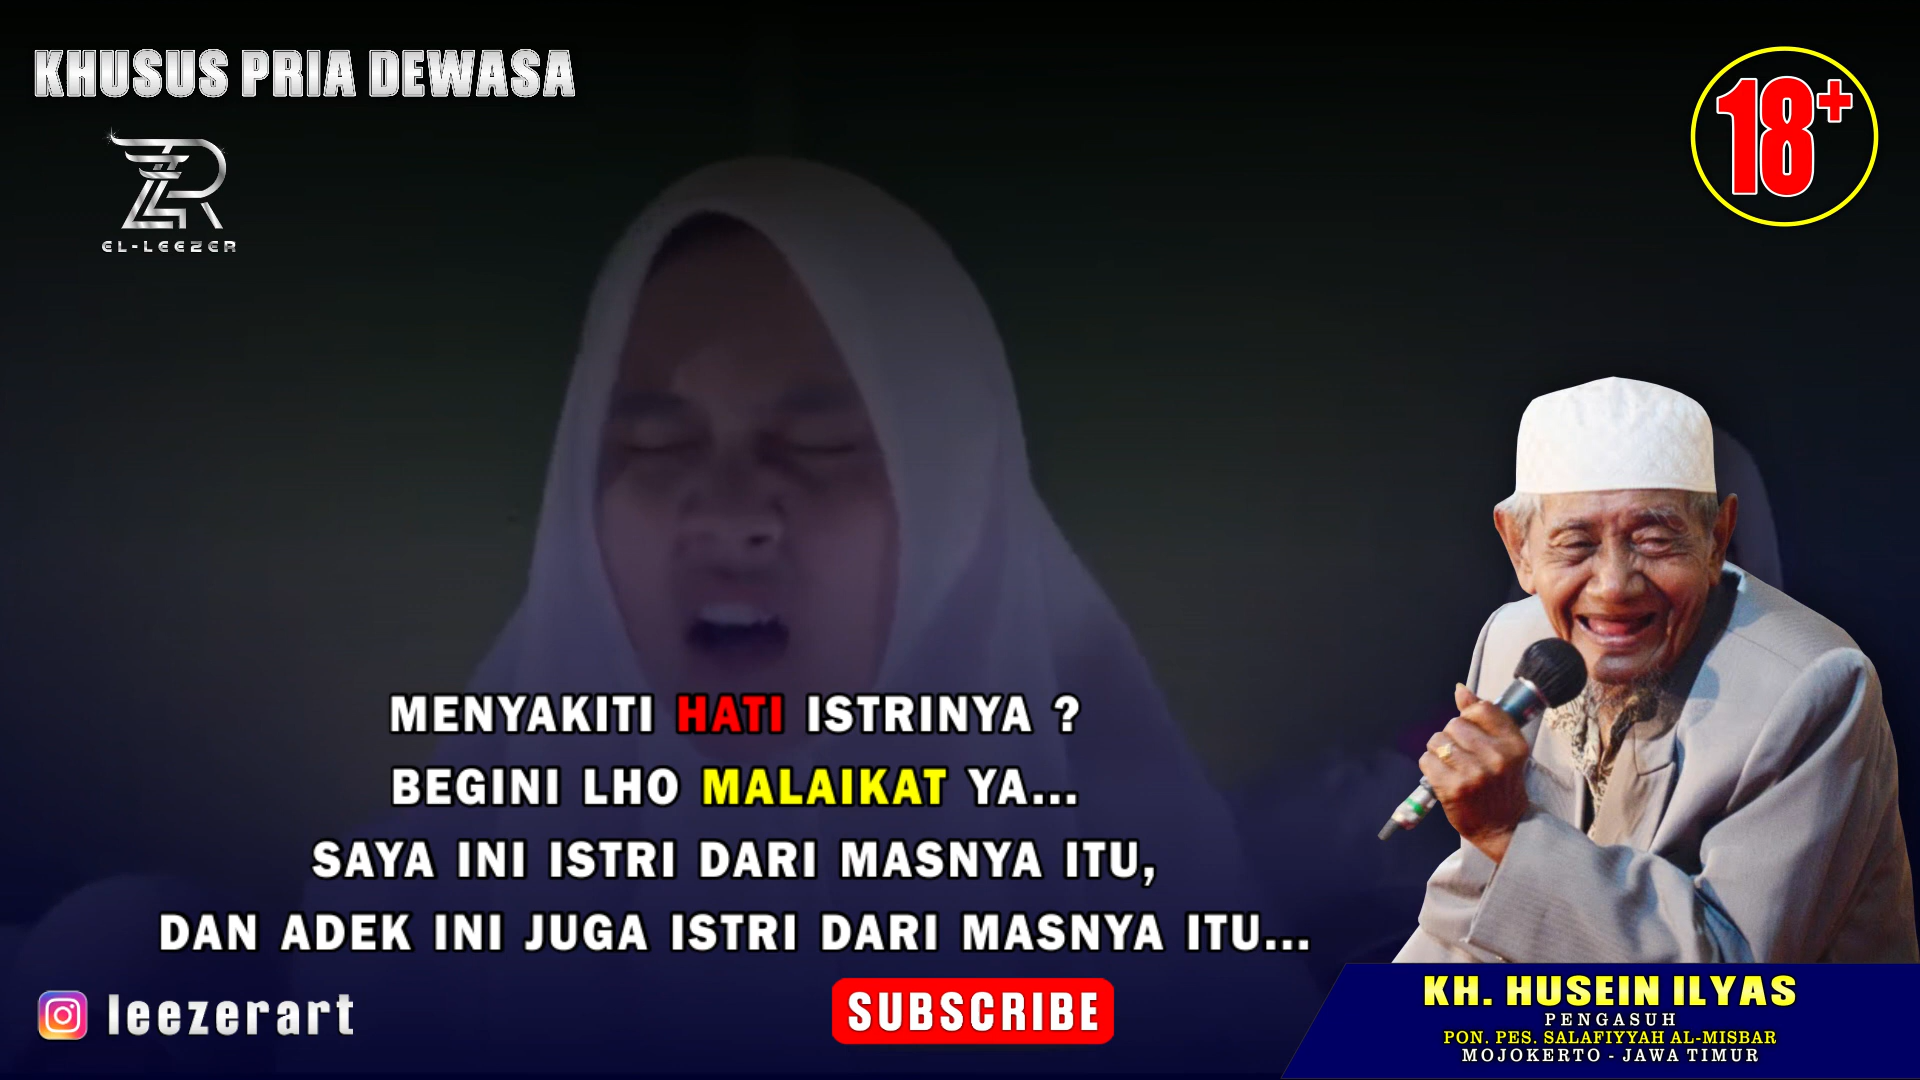 KHUSUS PRIA DEWASA
18+
ZR
EL-LEEZER
MENYAKITI HATI ISTRINYA ?
BEGINI LHO MALAIKAT YA...
SAYA INI ISTRI DARI MASNYA ITU,
DAN ADEK INI JUGA ISTRI DARI MASNYA ITU...
leezerart
SUBSCRIBE
KH. HUSEIN ILYAS
PENGASUH
PON. PES. SALAFIYYAH AL-MISBAR
MOJOKERTO - JAWA TIMUR